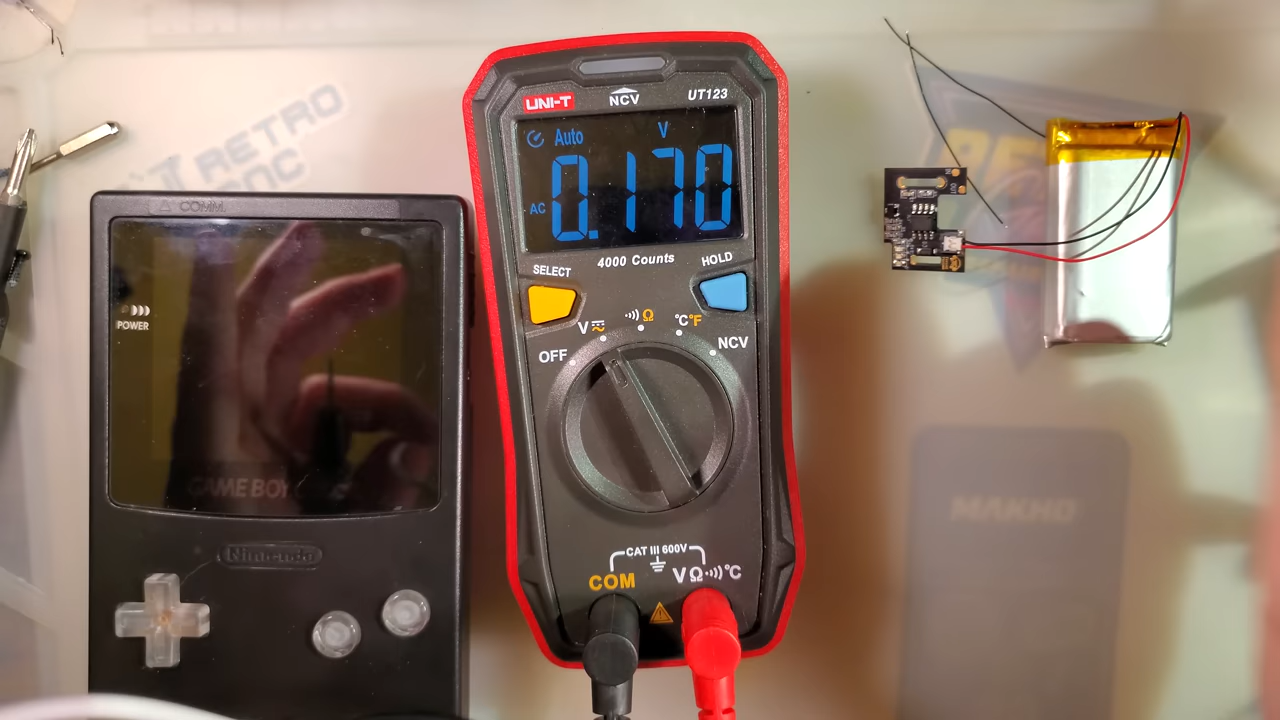 RETRO
COMM.
POWER
GAME BOY
Nintendo
UNI-T
NCV
UT123
Auto
V
AC
0.170
4000 Counts
SELECT
HOLD
V
Ω
°C°F
OFF
NCV
CAT III 600V
COM
VΩ °C
MAKHO